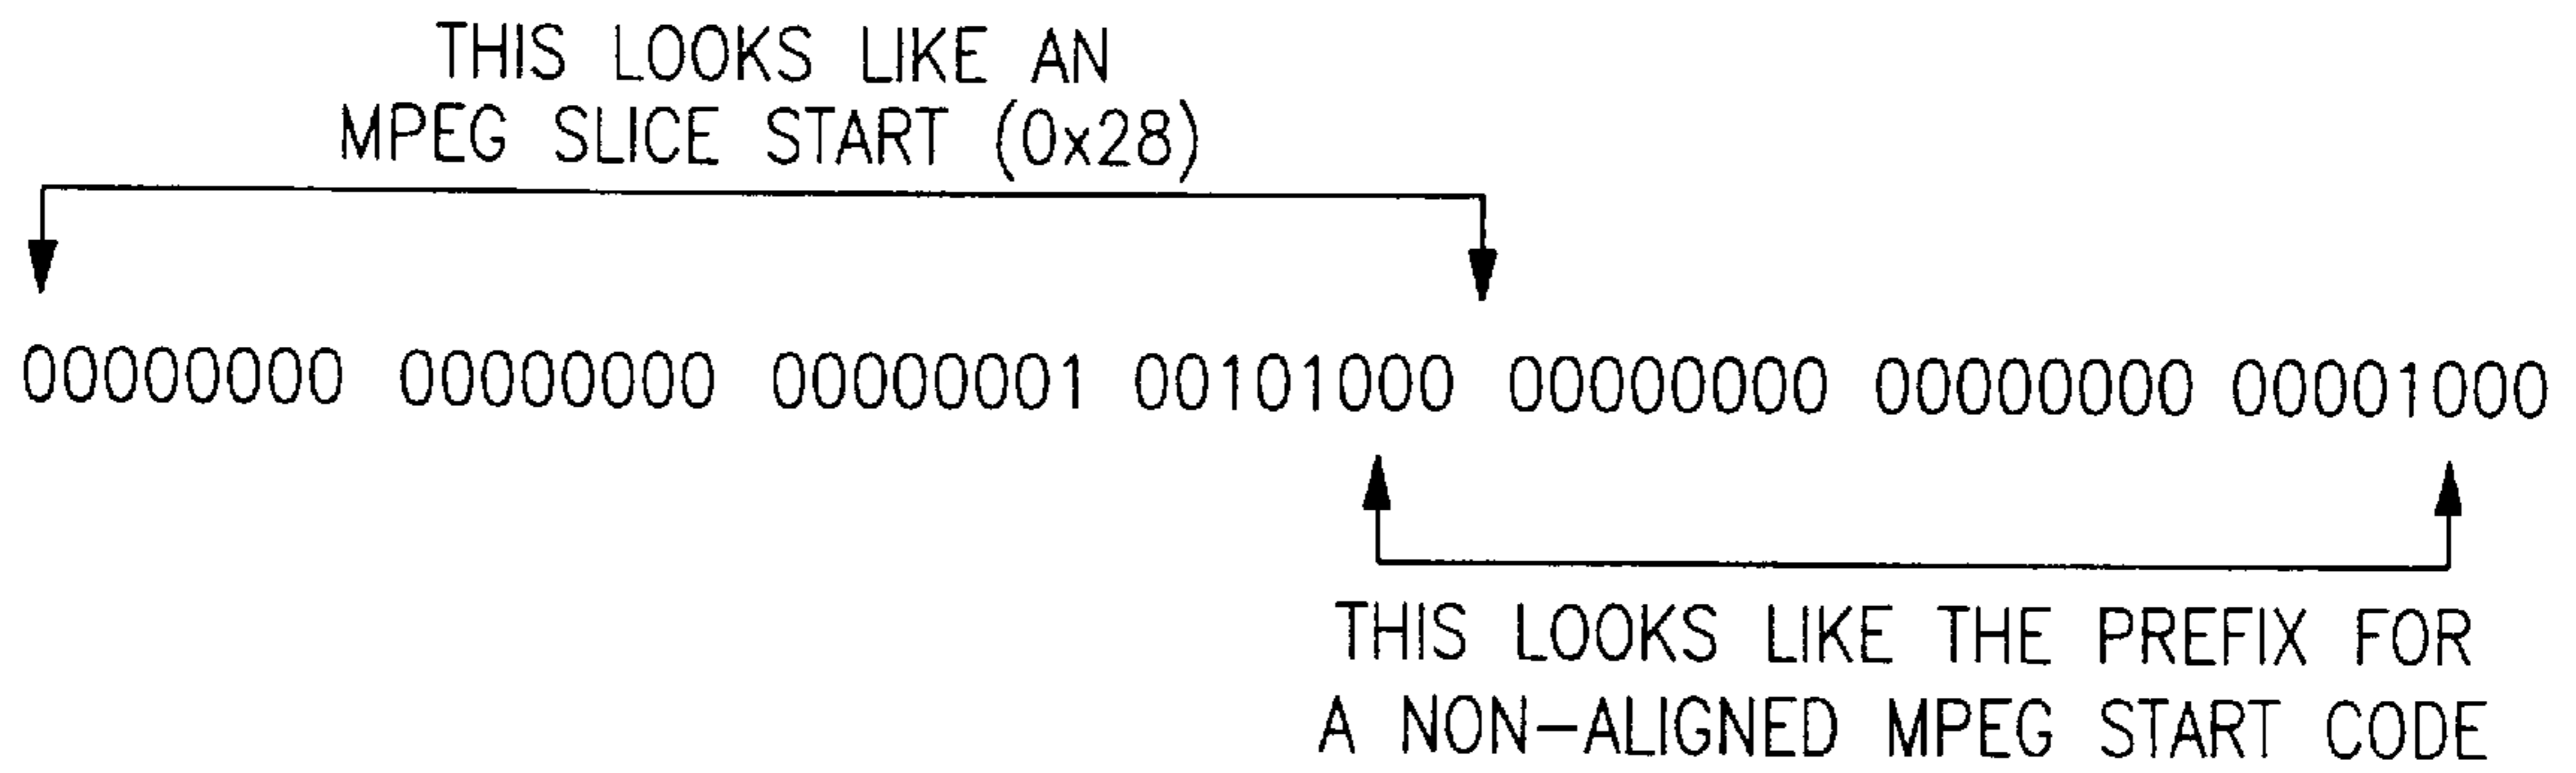 THIS LOOKS LIKE AN
MPEG SLICE START (0x28)
00000000 00000000 00000001 00101000 00000000 00000000 00001000
THIS LOOKS LIKE THE PREFIX FOR
A NON-ALIGNED MPEG START CODE